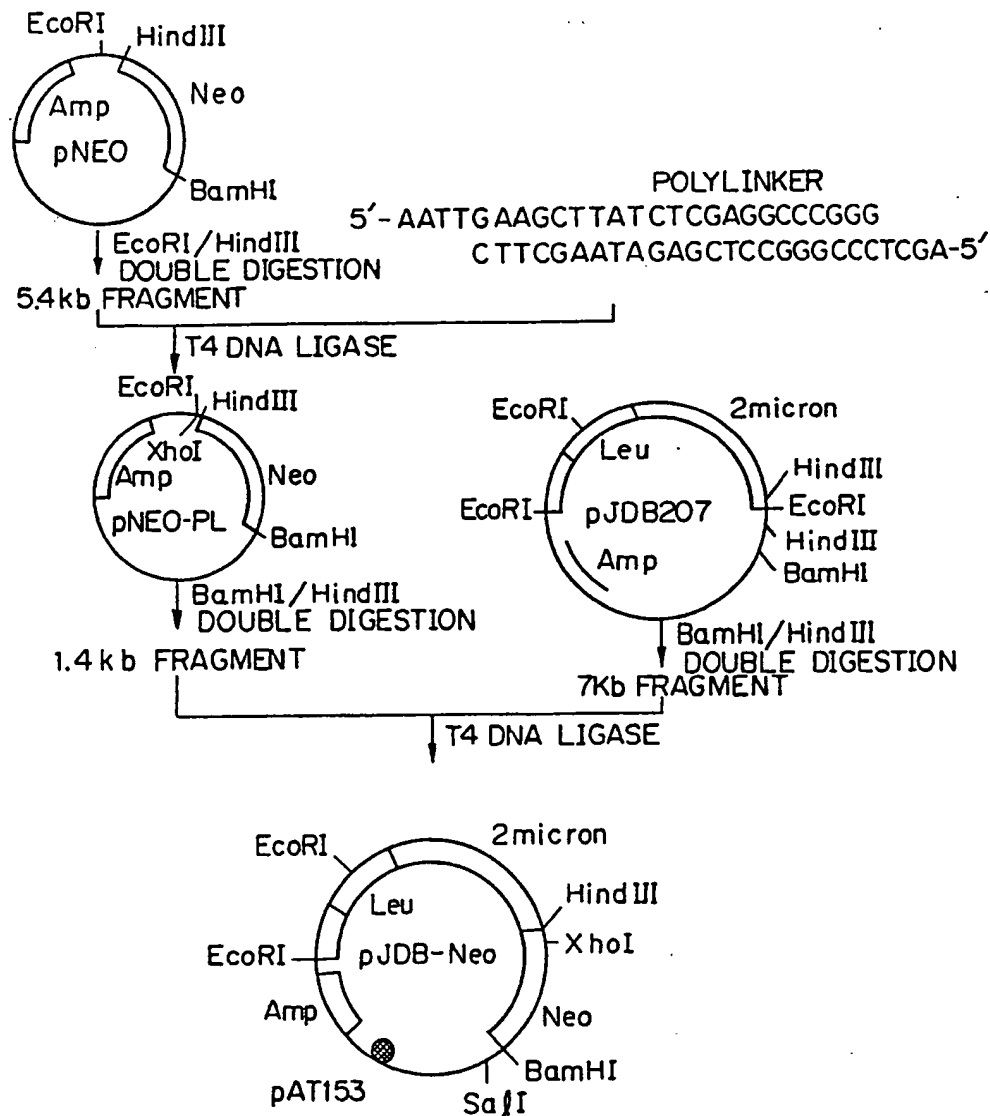 EcoRI
HindIII
Amp
Neo
pNEO
BamHI
EcoRI/HindIII
DOUBLE DIGESTION
5.4kb FRAGMENT
POLYLINKER
5′-AATTGAAGCTTATCTCGAGGCCCGGG
CTTCGAATAGAGCTCCGGGCCCTCGA-5′
T4 DNA LIGASE
EcoRI
HindIII
XhoI
Amp
Neo
pNEO-PL
BamHI
BamHI/HindIII
DOUBLE DIGESTION
1.4kb FRAGMENT
EcoRI
2micron
Leu
HindIII
EcoRI
pJDB207
EcoRI
HindIII
Amp
BamHI
BamHI/HindIII
DOUBLE DIGESTION
7Kb FRAGMENT
T4 DNA LIGASE
EcoRI
2micron
Leu
HindIII
XhoI
EcoRI
pJDB-Neo
Amp
Neo
BamHI
pAT153
SalI